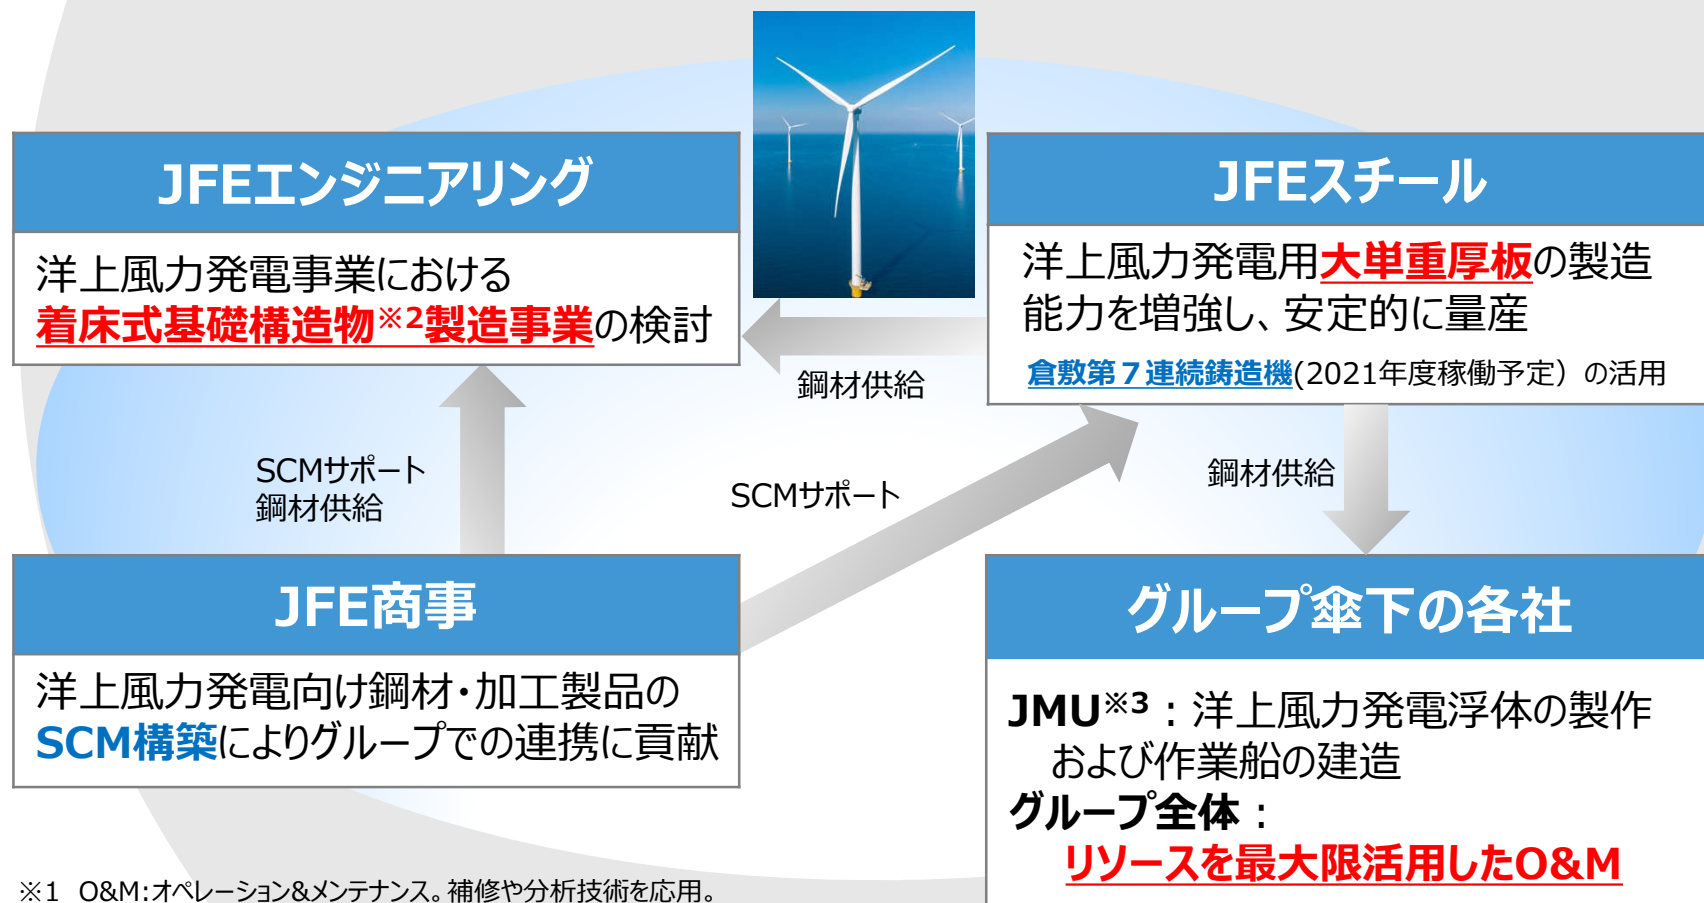 JFEエンジニアリング
洋上風力発電事業における
着床式基礎構造物※2製造事業の検討
JFEスチール
洋上風力発電用大単重厚板の製造
能力を増強し、安定的に量産
倉敷第7連続鋳造機(2021年度稼働予定）の活用
鋼材供給
SCMサポート
鋼材供給
SCMサポート
鋼材供給
JFE商事
洋上風力発電向け鋼材・加工製品の
SCM構築によりグループでの連携に貢献
グループ傘下の各社
JMU※3：洋上風力発電浮体の製作
および作業船の建造
グループ全体：
リソースを最大限活用したO&M
※1 O&M:オペレーション&メンテナンス。補修や分析技術を応用。